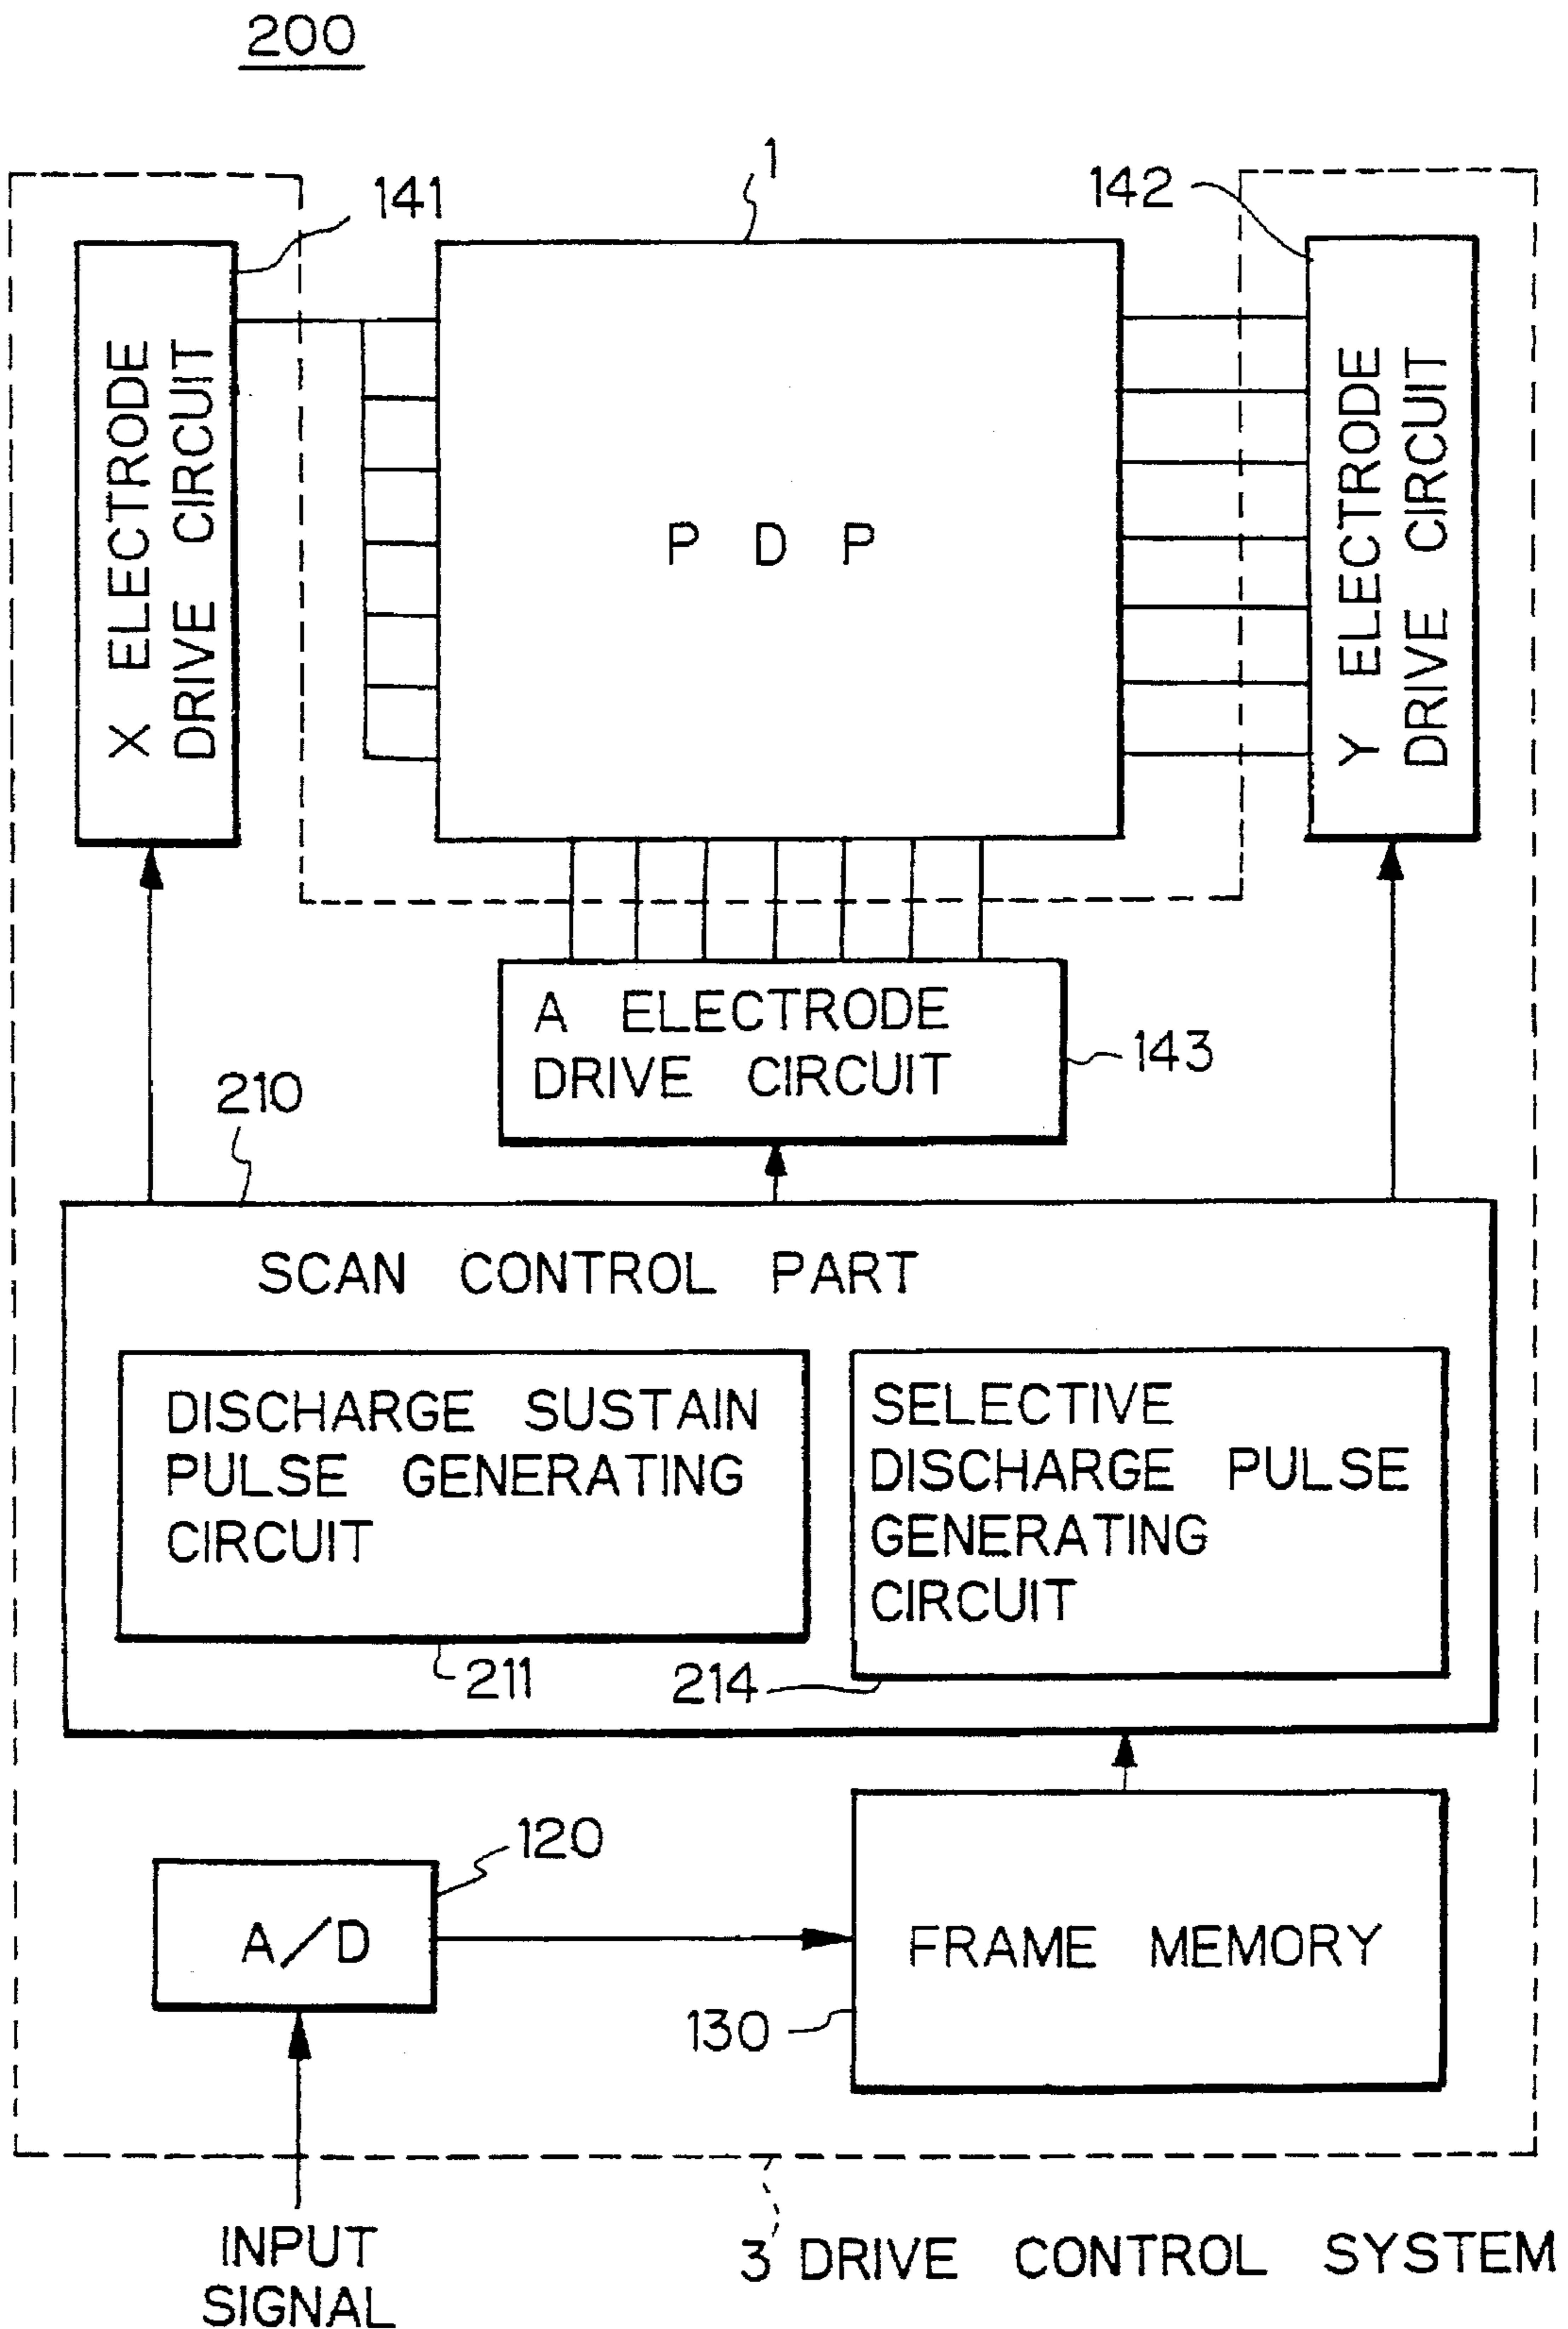 200
1
141
142
X ELECTRODE
DRIVE CIRCUIT
P D P
Y ELECTRODE
DRIVE CIRCUIT
A ELECTRODE
DRIVE CIRCUIT
143
210
SCAN CONTROL PART
DISCHARGE SUSTAIN
PULSE GENERATING
CIRCUIT
211
SELECTIVE
DISCHARGE PULSE
GENERATING
CIRCUIT
214
120
A/D
FRAME MEMORY
130
INPUT
SIGNAL
3 DRIVE CONTROL SYSTEM